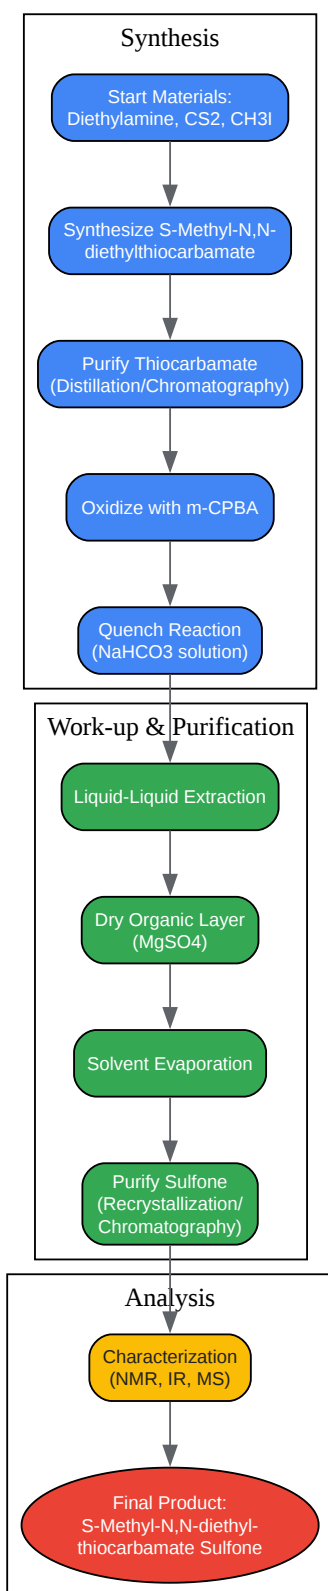 Synthesis
Start Materials:
Diethylamine, CS2, CH3I
Synthesize S-Methyl-N,N-
diethylthiocarbamate
Purify Thiocarbamate
(Distillation/Chromatography)
Oxidize with m-CPBA
Quench Reaction
(NaHCO3 solution)
Work-up & Purification
Liquid-Liquid Extraction
Dry Organic Layer
(MgSO4)
Solvent Evaporation
Purify Sulfone
(Recrystallization/
Chromatography)
Analysis
Characterization
(NMR, IR, MS)
Final Product:
S-Methyl-N,N-diethyl-
thiocarbamate Sulfone